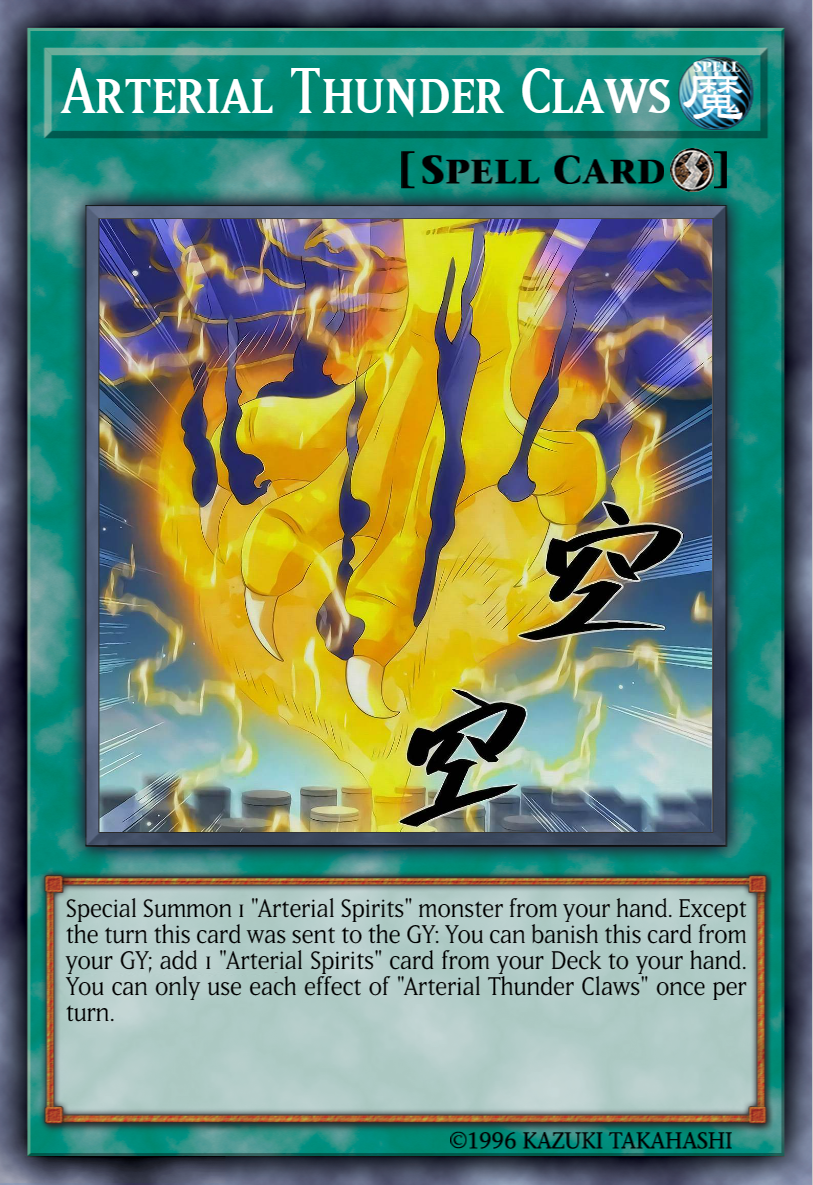 Arterial Thunder Claws
SPELL
魔
[Spell Card]
空
空
Special Summon 1 "Arterial Spirits" monster from your hand. Except
the turn this card was sent to the GY: You can banish this card from
your GY; add 1 "Arterial Spirits" card from your Deck to your hand.
You can only use each effect of "Arterial Thunder Claws" once per
turn.
©1996 KAZUKI TAKAHASHI